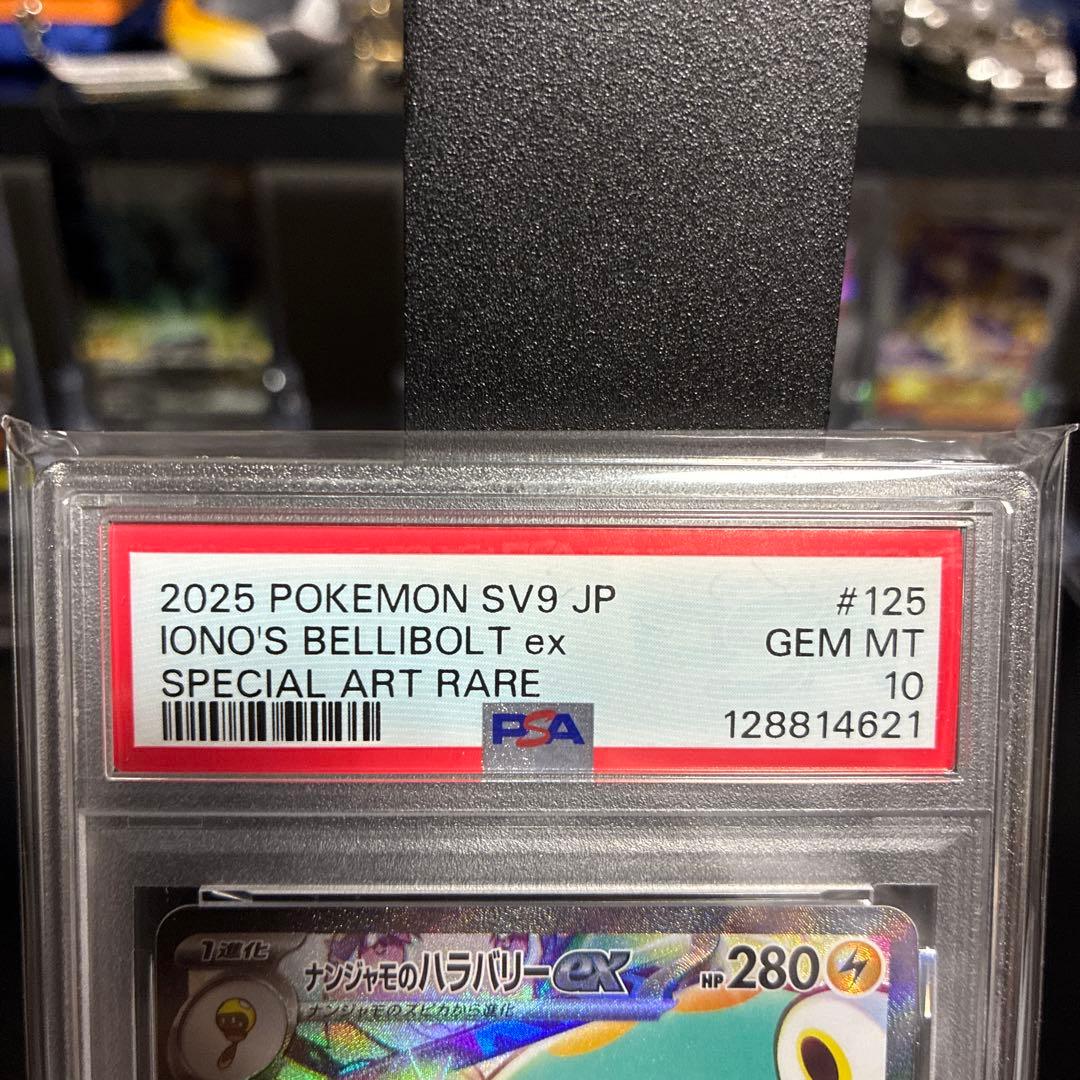 2025 POKEMON SV9 JP #125
IONO'S BELLIBOLT ex GEM MT
SPECIAL ART RARE 10
PSA 128814621
1進化
ナンジャモのハラバリーex HP 280
ナンジャモのズピカから進化